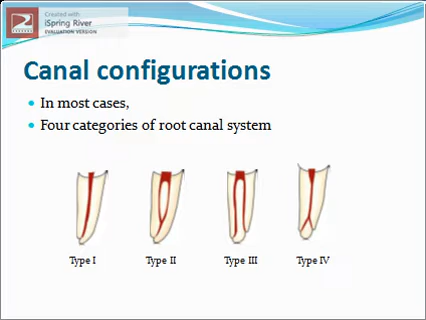 Created with
iSpring River
EVALUATION VERSION
Canal configurations
In most cases,
Four categories of root canal system
Type I
Type II
Type III
Type IV